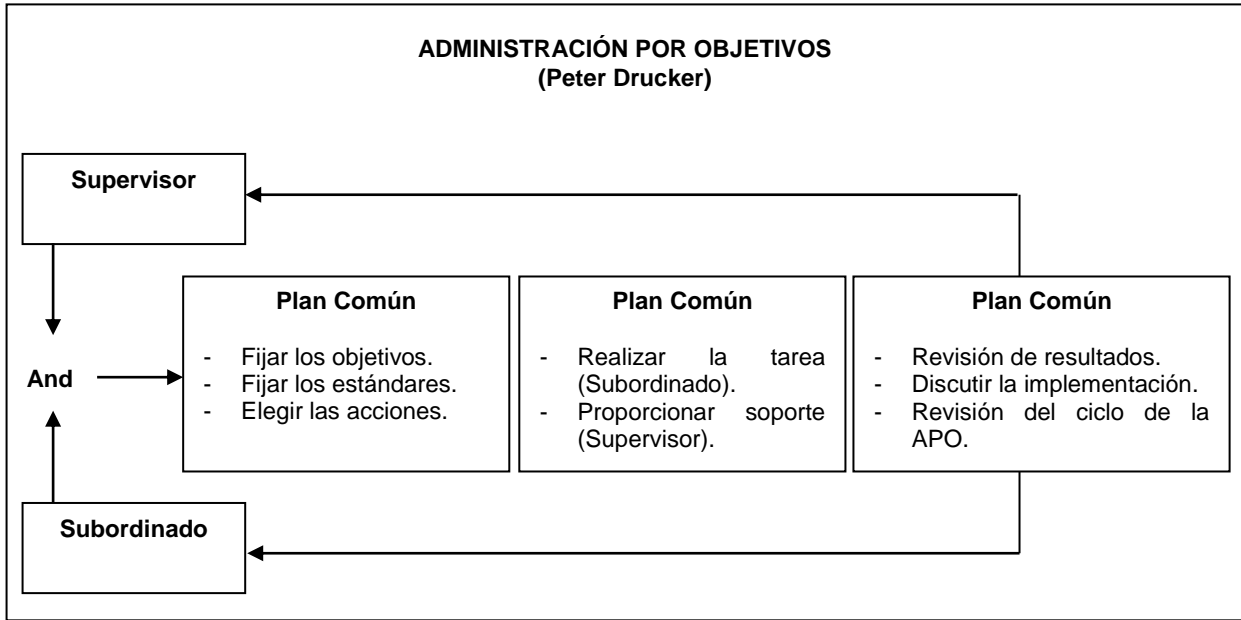 ADMINISTRACIÓN POR OBJETIVOS
(Peter Drucker)
Supervisor
And
Plan Común
- Fijar los objetivos.
- Fijar los estándares.
- Elegir las acciones.
Plan Común
- Realizar la tarea
(Subordinado).
- Proporcionar soporte
(Supervisor).
Plan Común
- Revisión de resultados.
- Discutir la implementación.
- Revisión del ciclo de la
APO.
Subordinado